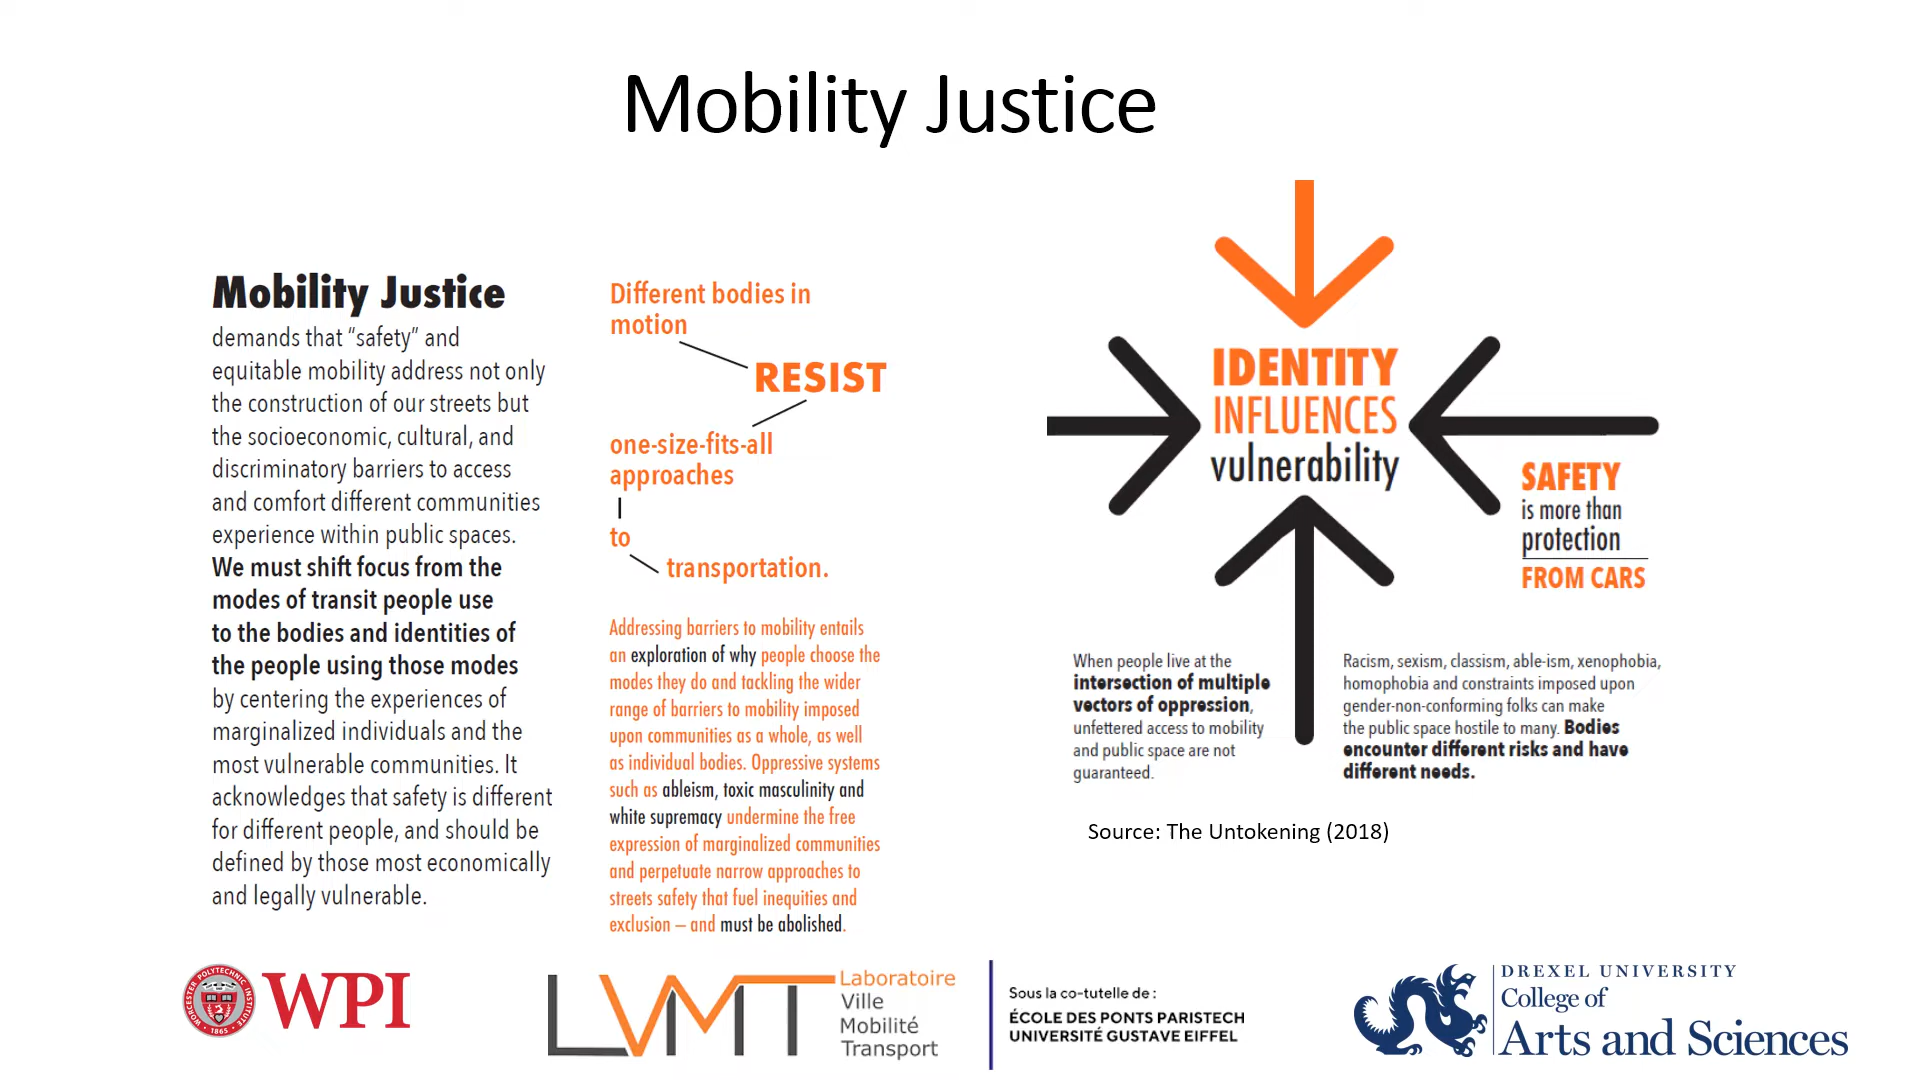 Mobility Justice
Mobility Justice
demands that “safety” and
equitable mobility address not only
the construction of our streets but
the socioeconomic, cultural, and
discriminatory barriers to access
and comfort different communities
experience within public spaces.
We must shift focus from the
modes of transit people use
to the bodies and identities of
the people using those modes
by centering the experiences of
marginalized individuals and the
most vulnerable communities. It
acknowledges that safety is different
for different people, and should be
defined by those most economically
and legally vulnerable.
Different bodies in
motion
RESIST
one-size-fits-all
approaches
to
transportation.
Addressing barriers to mobility entails
an exploration of why people choose the
modes they do and tackling the wider
range of barriers to mobility imposed
upon communities as a whole, as well
as individual bodies. Oppressive systems
such as ableism, toxic masculinity and
white supremacy undermine the free
expression of marginalized communities
and perpetuate narrow approaches to
streets safety that fuel inequities and
exclusion – and must be abolished.
IDENTITY
INFLUENCES
vulnerability
SAFETY
is more than
protection
FROM CARS
When people live at the
intersection of multiple
vectors of oppression,
unfettered access to mobility
and public space are not
guaranteed.
Racism, sexism, classism, able-ism, xenophobia,
homophobia and constraints imposed upon
gender-non-conforming folks can make
the public space hostile to many. Bodies
encounter different risks and have
different needs.
Source: The Untokening (2018)
WORCESTER POLYTECHNIC INSTITUTE
1865
WPI
LVMT
Laboratoire
Ville
Mobilité
Transport
Sous la co-tutelle de :
ÉCOLE DES PONTS PARISTECH
UNIVERSITÉ GUSTAVE EIFFEL
DREXEL UNIVERSITY
College of
Arts and Sciences